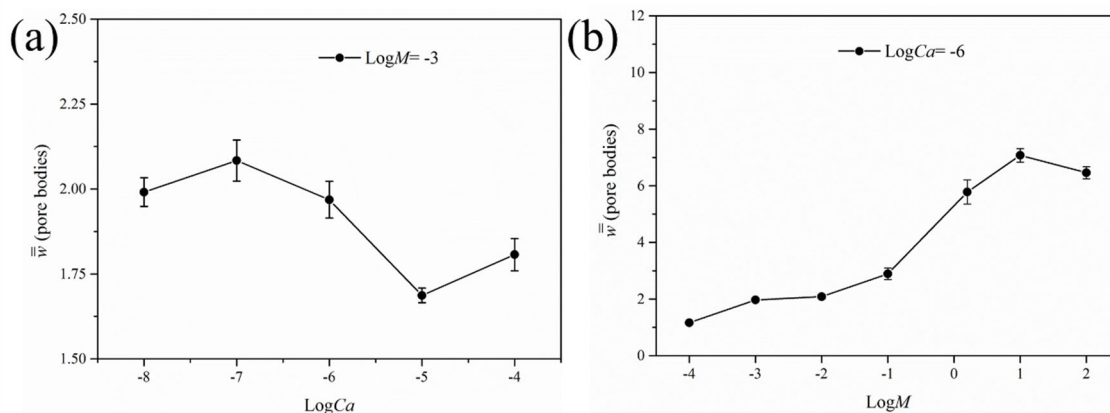 (a)
2.50
2.25
2.00
1.75
1.50
w̿ (pore bodies)
LogM= -3
-8 -7 -6 -5 -4
LogCa
(b)
12
10
8
6
4
2
0
w̿ (pore bodies)
LogCa= -6
-4 -3 -2 -1 0 1 2
LogM